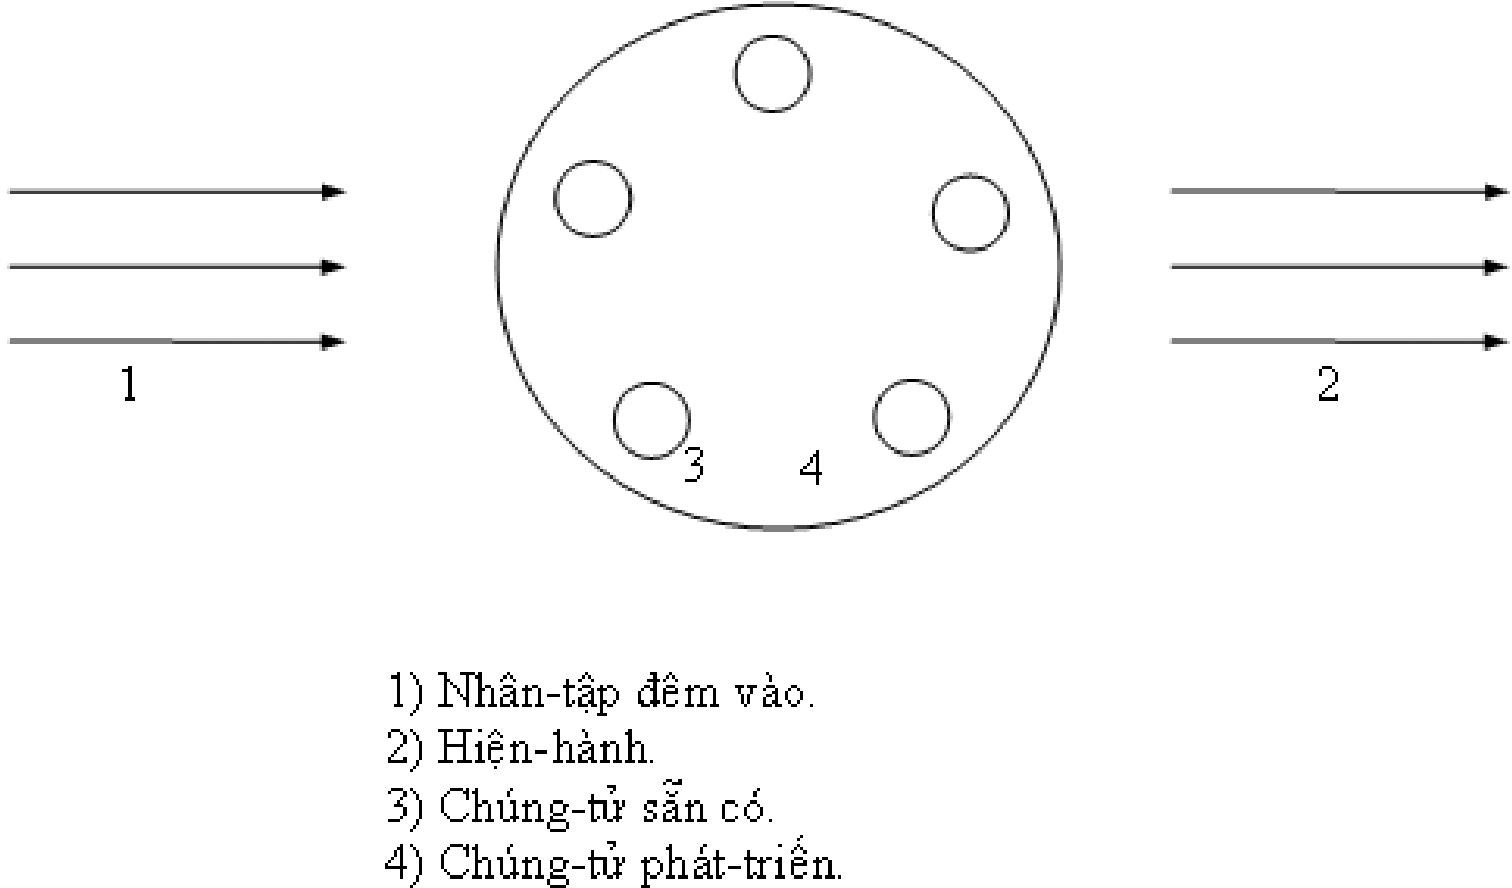 1
2
3
4
1) Nhân-tập đêm vào.
2) Hiện-hành.
3) Chúng-tử sẵn có.
4) Chúng-tử phát-triển.